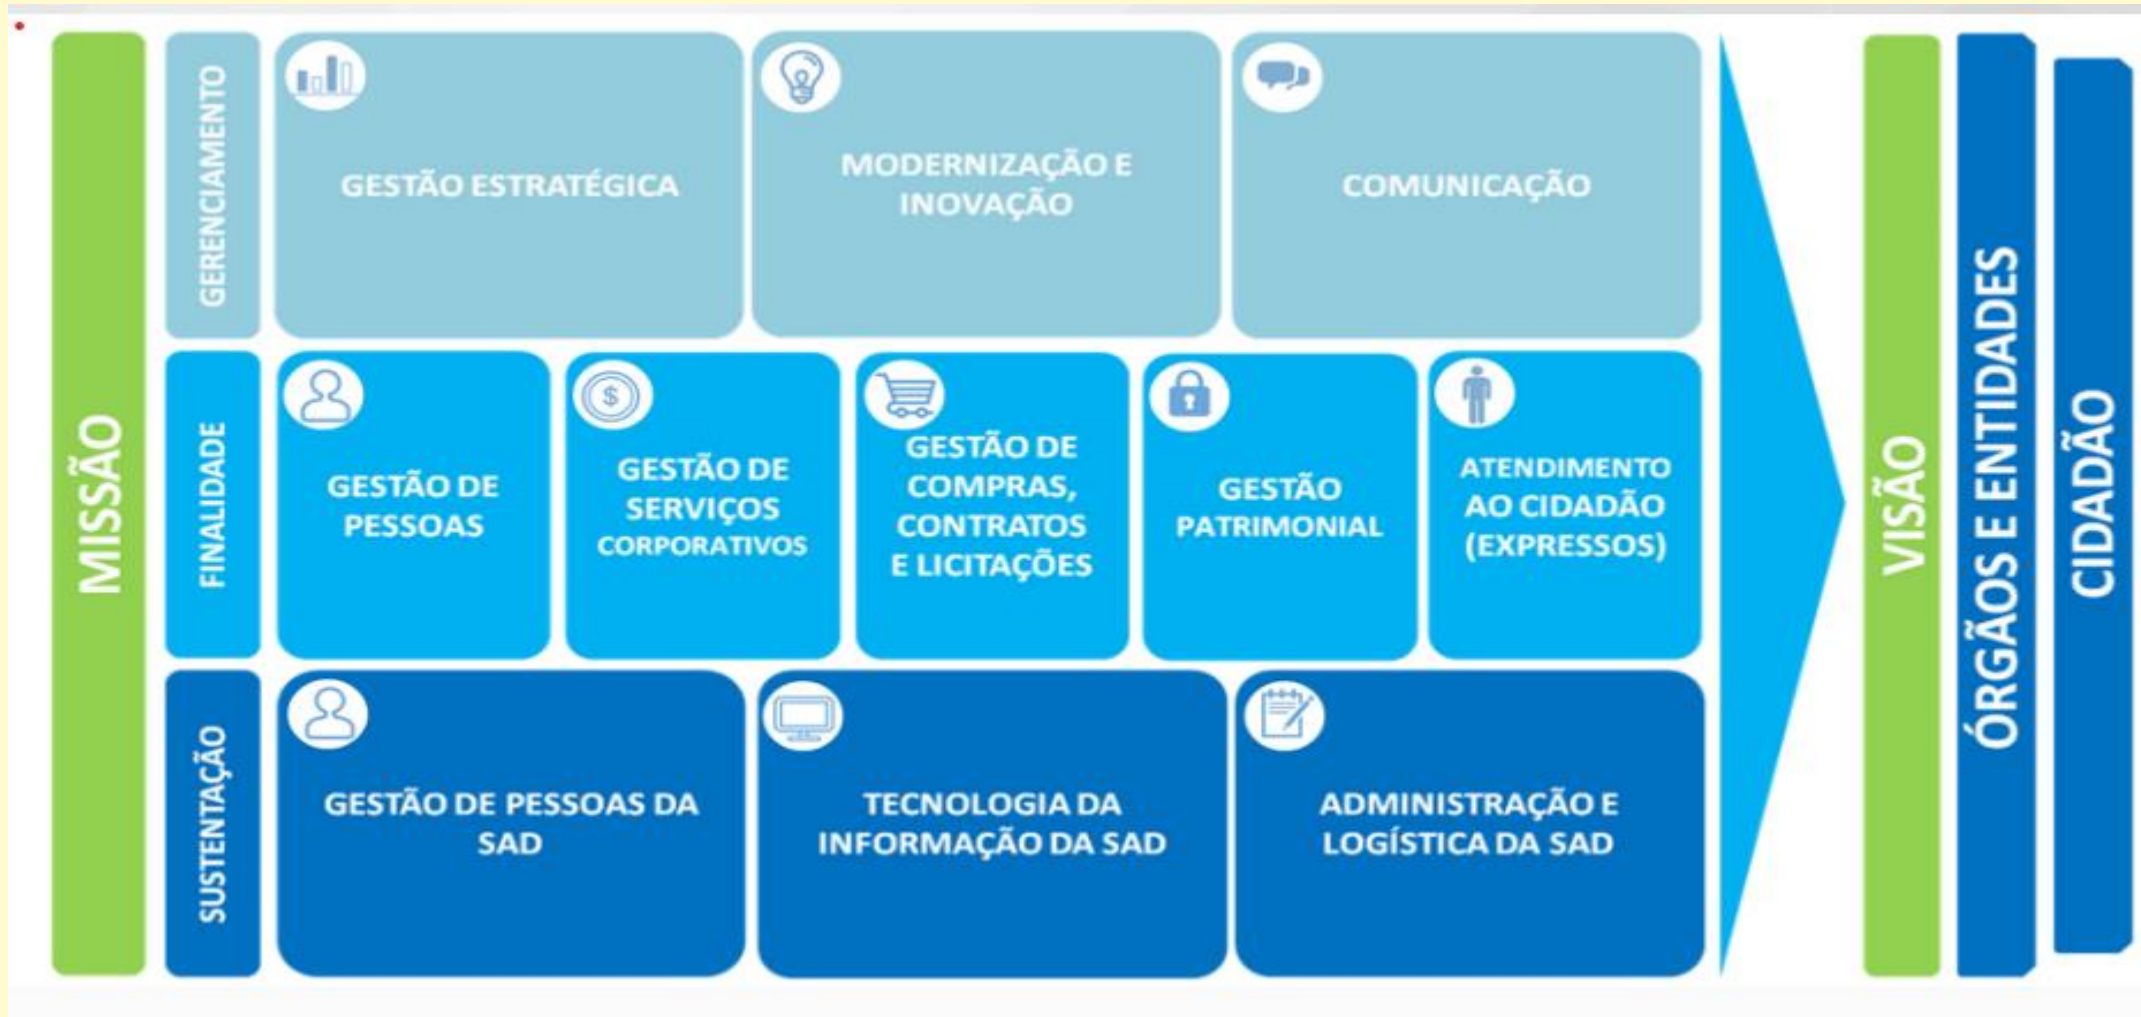 MISSÃO
GERENCIAMENTO
GESTÃO ESTRATÉGICA
MODERNIZAÇÃO E
INOVAÇÃO
COMUNICAÇÃO
FINALIDADE
GESTÃO DE
PESSOAS
GESTÃO DE
SERVIÇOS
CORPORATIVOS
$
GESTÃO DE
COMPRAS,
CONTRATOS
E LICITAÇÕES
GESTÃO
PATRIMONIAL
ATENDIMENTO
AO CIDADÃO
(EXPRESSOS)
SUSTENTAÇÃO
GESTÃO DE PESSOAS DA
SAD
TECNOLOGIA DA
INFORMAÇÃO DA SAD
ADMINISTRAÇÃO E
LOGÍSTICA DA SAD
VISÃO
ÓRGÃOS E ENTIDADES
CIDADÃO